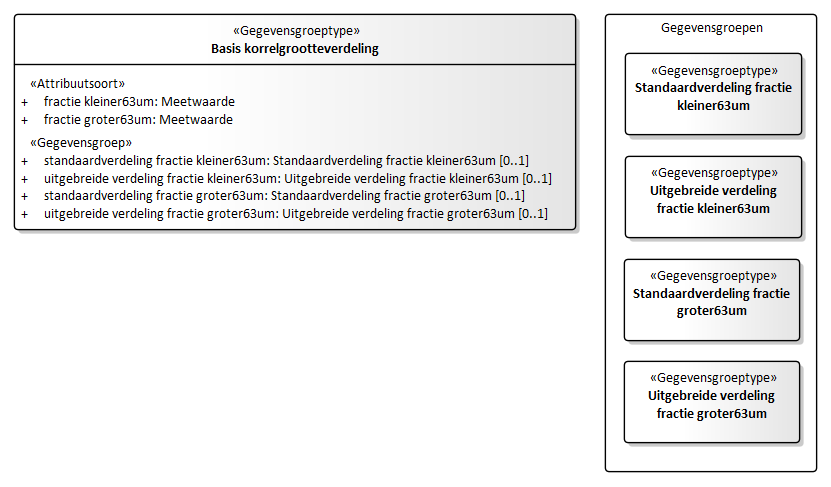 «Gegevensgroeptype»
Basis korrelgrootteverdeling
«Attribuutsoort»
+ fractie kleiner63um: Meetwaarde
+ fractie groter63um: Meetwaarde
«Gegevensgroep»
+ standaardverdeling fractie kleiner63um: Standaardverdeling fractie kleiner63um [0..1]
+ uitgebreide verdeling fractie kleiner63um: Uitgebreide verdeling fractie kleiner63um [0..1]
+ standaardverdeling fractie groter63um: Standaardverdeling fractie groter63um [0..1]
+ uitgebreide verdeling fractie groter63um: Uitgebreide verdeling fractie groter63um [0..1]
Gegevensgroepen
«Gegevensgroeptype»
Standaardverdeling fractie
kleiner63um
«Gegevensgroeptype»
Uitgebreide verdeling
fractie kleiner63um
«Gegevensgroeptype»
Standaardverdeling fractie
groter63um
«Gegevensgroeptype»
Uitgebreide verdeling
fractie groter63um